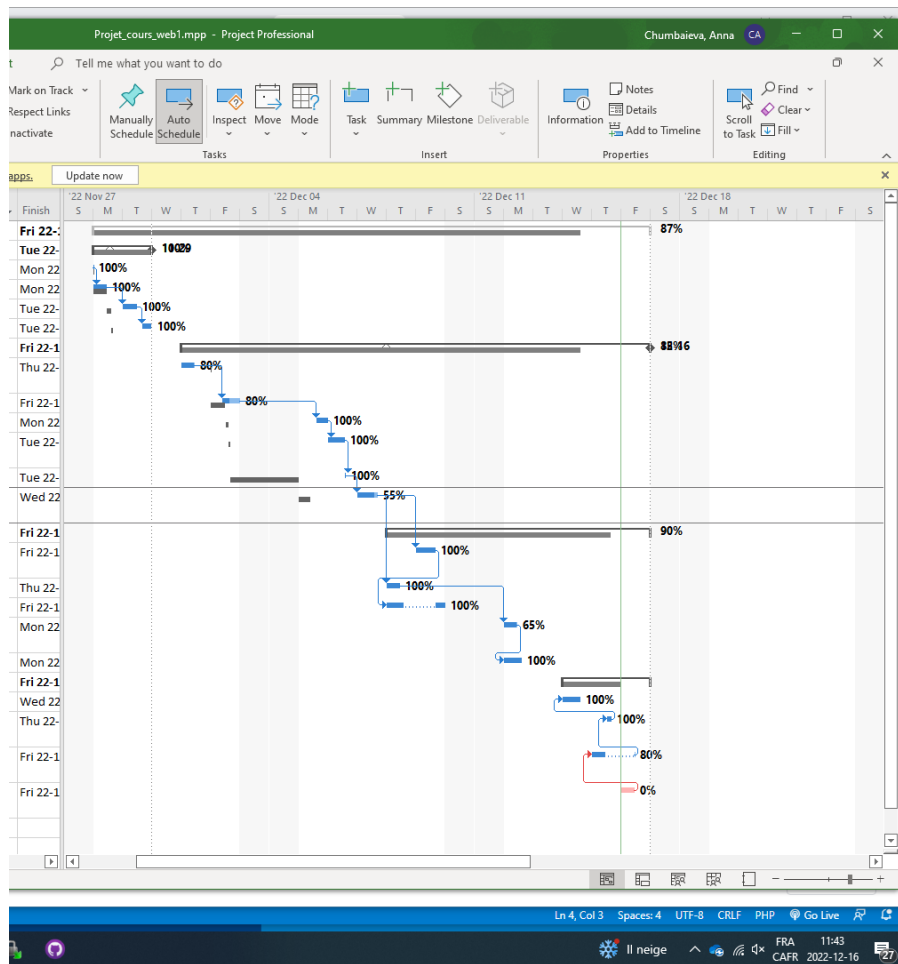 Projet_cours_web1.mpp - Project Professional Chumbaieva, Anna CA
t Tell me what you want to do
Mark on Track
Respect Links
nactivate
Manually Schedule
Auto Schedule
Inspect
Move
Mode
Task
Summary
Milestone
Deliverable
Information
Notes
Details
Add to Timeline
Scroll to Task
Find
Clear
Fill
Tasks Insert Properties Editing
apps. Update now
'22 Nov 27 '22 Dec 04 '22 Dec 11 '22 Dec 18
Finish S M T W T F S S M T W T F S S M T W T F S S M T W T F S
Fri 22-1 87%
Tue 22-
Mon 22 100%
Mon 22 100%
Tue 22- 100%
Tue 22- 100%
Fri 22-1
Thu 22- 80%
Fri 22-1 80%
Mon 22 100%
Tue 22- 100%
Tue 22- 100%
Wed 22 55%
Fri 22-1 90%
Fri 22-1 100%
Thu 22- 100%
Fri 22-1 100%
Mon 22 65%
Mon 22 100%
Fri 22-1
Wed 22 100%
Thu 22- 100%
Fri 22-1 80%
Fri 22-1 0%
Ln 4, Col 3 Spaces: 4 UTF-8 CRLF PHP Go Live
Il neige FRA 11:43
CAFR 2022-12-16 27